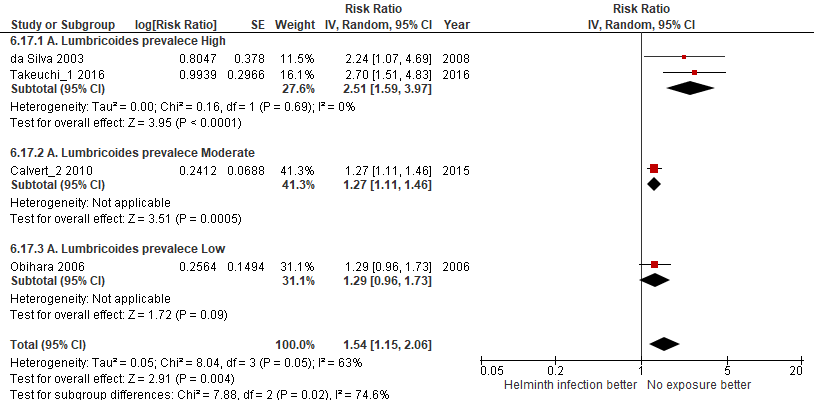 Risk Ratio Risk Ratio
Study or Subgroup log[Risk Ratio] SE Weight IV, Random, 95% CI Year IV, Random, 95% CI
6.17.1 A. Lumbricoides prevalece High
da Silva 2003 0.8047 0.378 11.5% 2.24 [1.07, 4.69] 2008
Takeuchi_1 2016 0.9939 0.2966 16.1% 2.70 [1.51, 4.83] 2016
Subtotal (95% CI) 27.6% 2.51 [1.59, 3.97]
Heterogeneity: Tau² = 0.00; Chi² = 0.16, df = 1 (P = 0.69); I² = 0%
Test for overall effect: Z = 3.95 (P < 0.0001)
6.17.2 A. Lumbricoides prevalece Moderate
Calvert_2 2010 0.2412 0.0688 41.3% 1.27 [1.11, 1.46] 2015
Subtotal (95% CI) 41.3% 1.27 [1.11, 1.46]
Heterogeneity: Not applicable
Test for overall effect: Z = 3.51 (P = 0.0005)
6.17.3 A. Lumbricoides prevalece Low
Obihara 2006 0.2564 0.1494 31.1% 1.29 [0.96, 1.73] 2006
Subtotal (95% CI) 31.1% 1.29 [0.96, 1.73]
Heterogeneity: Not applicable
Test for overall effect: Z = 1.72 (P = 0.09)
Total (95% CI) 100.0% 1.54 [1.15, 2.06]
Heterogeneity: Tau² = 0.05; Chi² = 8.04, df = 3 (P = 0.05); I² = 63%
Test for overall effect: Z = 2.91 (P = 0.004)
Test for subgroup differences: Chi² = 7.88, df = 2 (P = 0.02), I² = 74.6%
0.05 0.2 1 5 20
Helminth infection better No exposure better